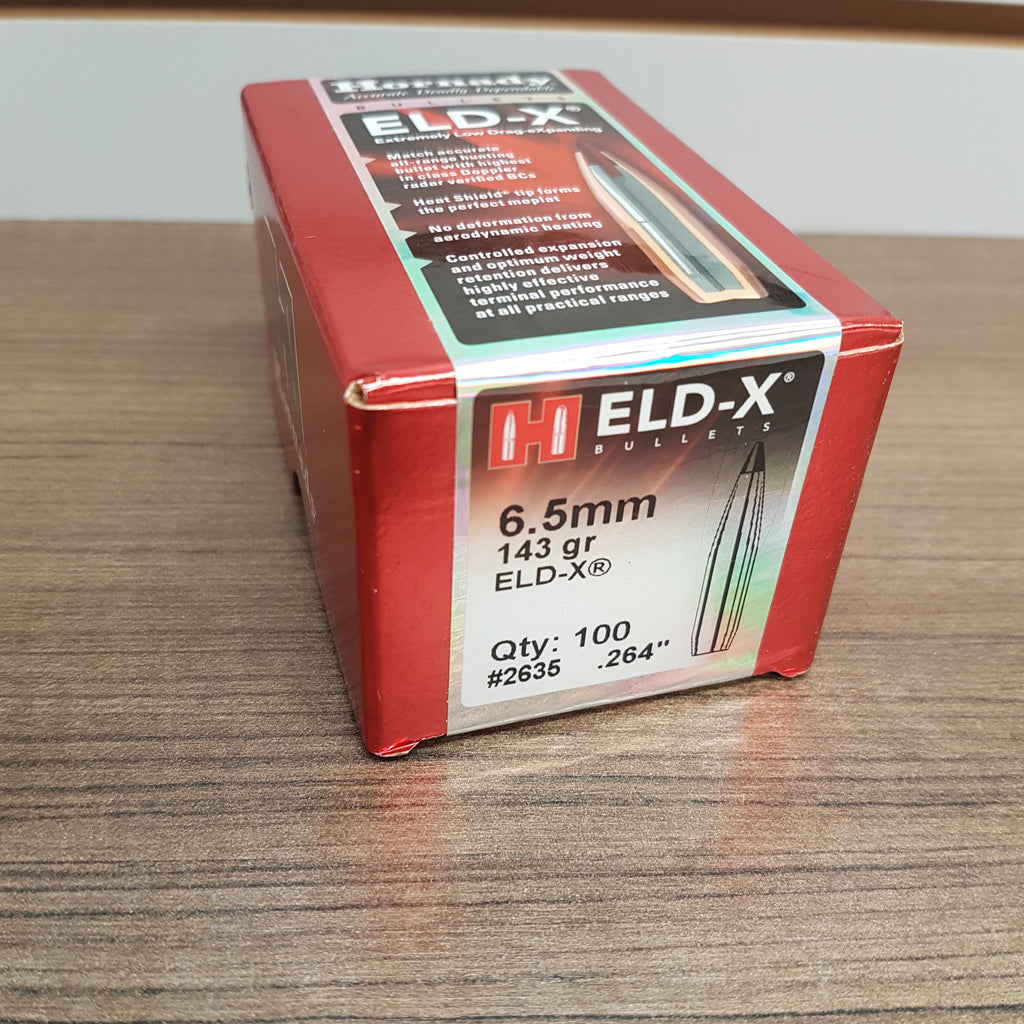 Hornady
Accurate Deadly Dependable
BULLETS
ELD-X®
Extremely Low Drag-eXpanding
Match accurate
all-range hunting
bullet with highest
in class Doppler
radar verified BCs
Heat Shield® tip forms
the perfect meplat
No deformation from
aerodynamic heating
Controlled expansion
and optimum weight
retention delivers
highly effective
terminal performance
at all practical ranges
H ELD-X®
BULLETS
6.5mm
143 gr
ELD-X®
Qty: 100
#2635 .264"